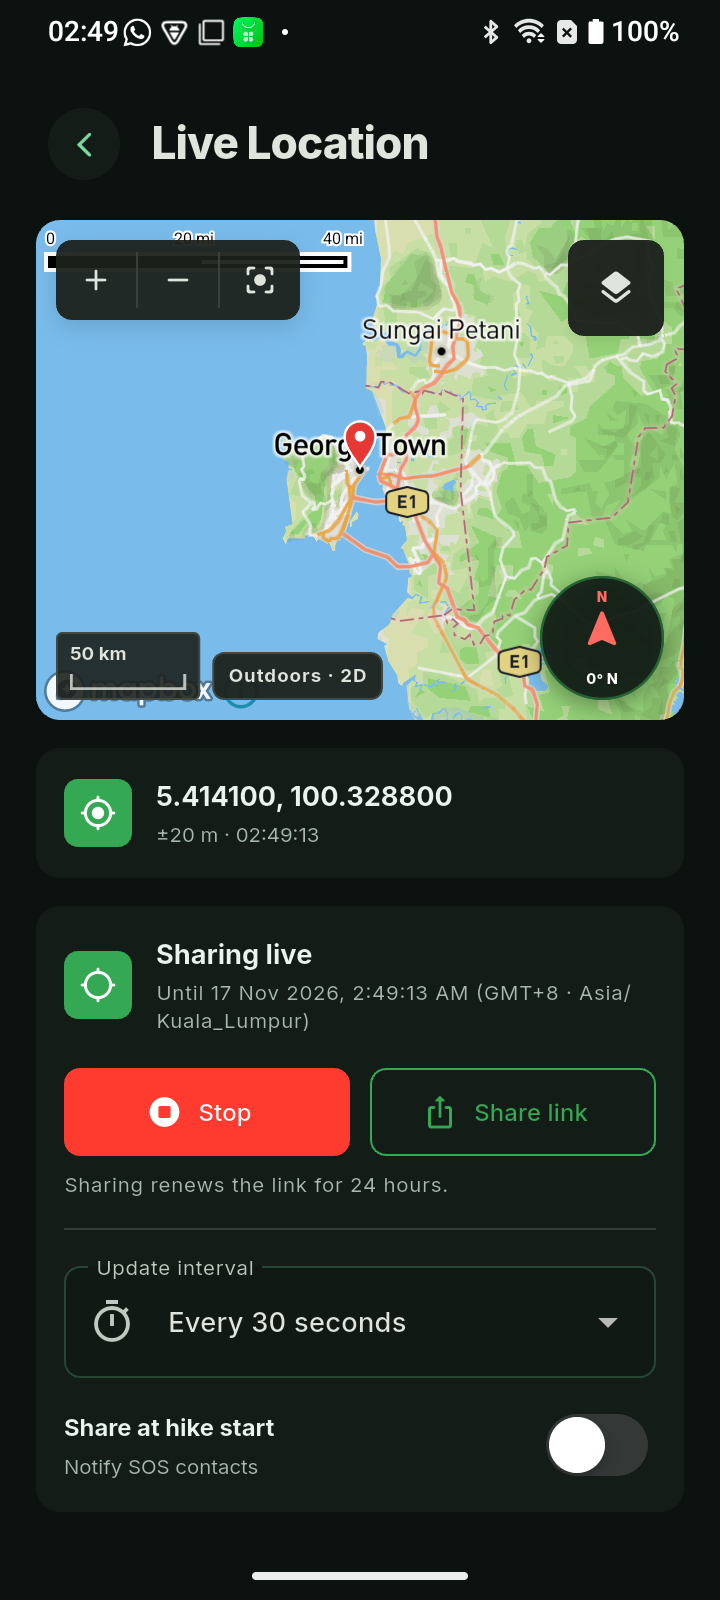 02:49
100%
Live Location
0 20 mi 40 mi
Sungai Petani
George Town
E1
E1
N
0° N
50 km
mapbox
Outdoors · 2D
5.414100, 100.328800
±20 m · 02:49:13
Sharing live
Until 17 Nov 2026, 2:49:13 AM (GMT+8 · Asia/
Kuala_Lumpur)
Stop
Share link
Sharing renews the link for 24 hours.
Update interval
Every 30 seconds
Share at hike start
Notify SOS contacts